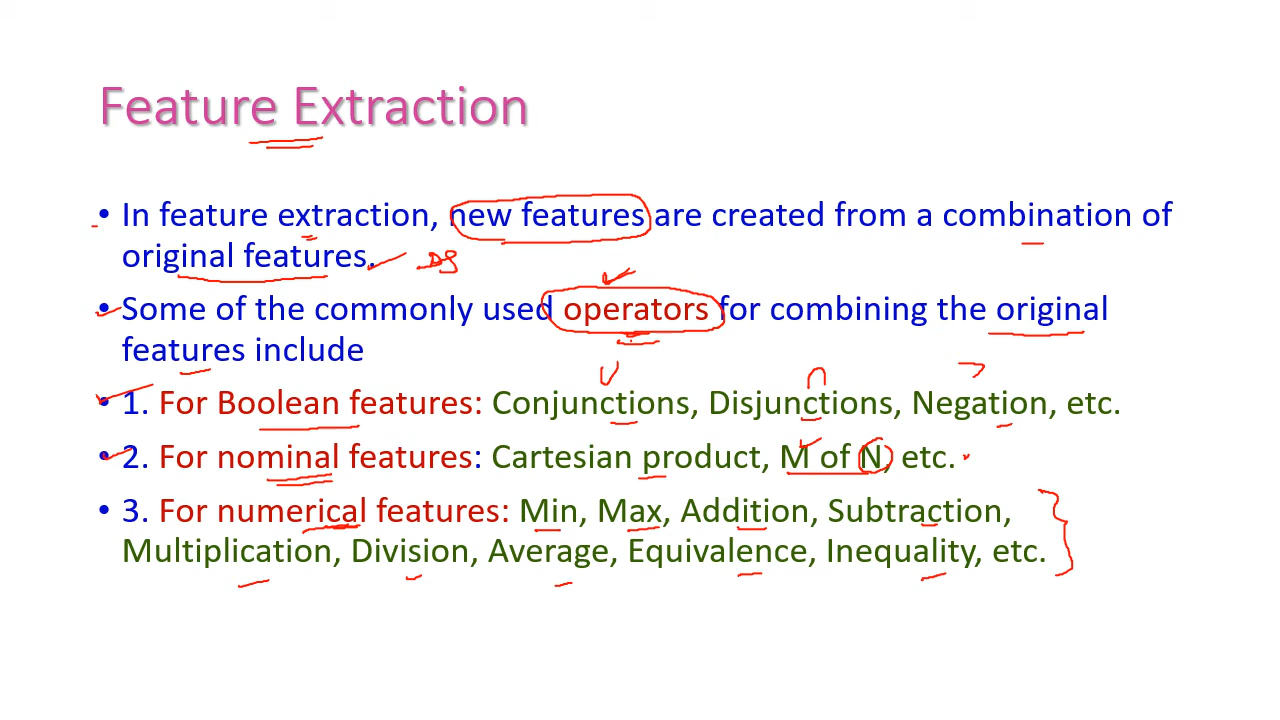 Feature Extraction
• In feature extraction, new features are created from a combination of
original features.
• Some of the commonly used operators for combining the original
features include
• 1. For Boolean features: Conjunctions, Disjunctions, Negation, etc.
• 2. For nominal features: Cartesian product, M of N, etc.
• 3. For numerical features: Min, Max, Addition, Subtraction,
Multiplication, Division, Average, Equivalence, Inequality, etc.